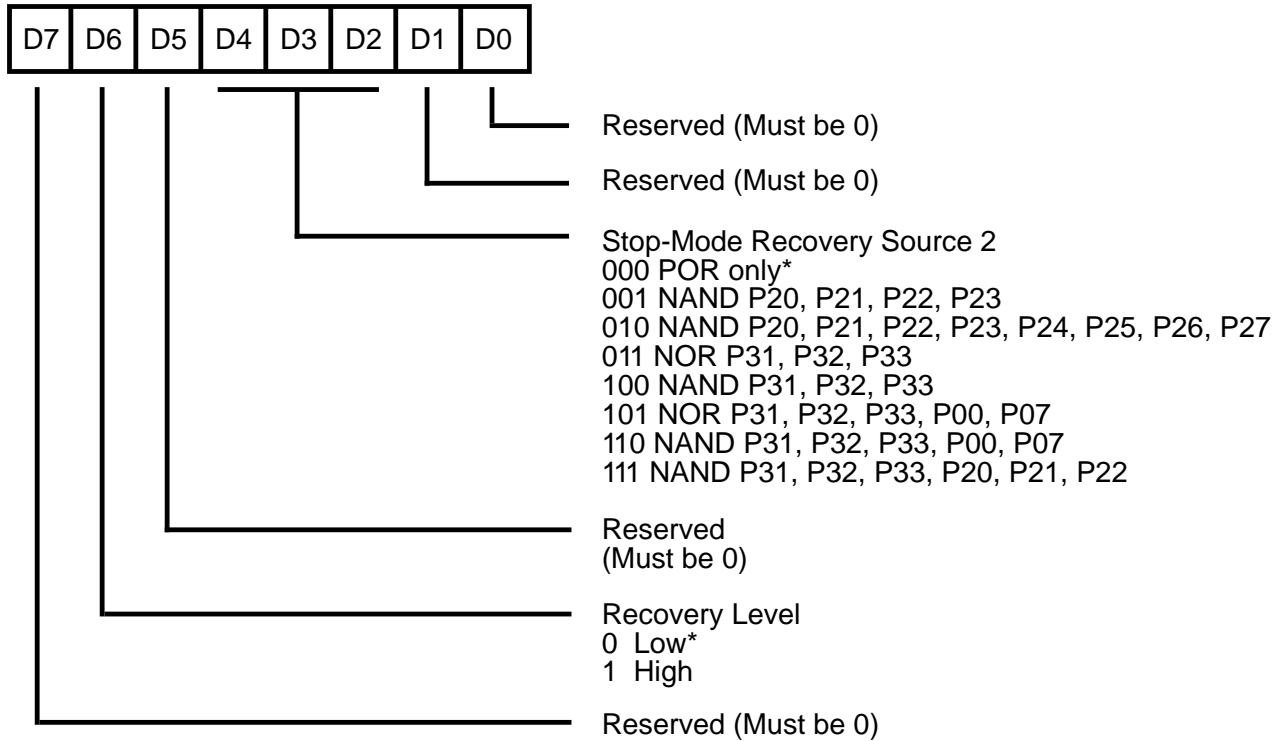 D7 D6 D5 D4 D3 D2 D1 D0
Reserved (Must be 0)
Reserved (Must be 0)
Stop-Mode Recovery Source 2
000 POR only*
001 NAND P20, P21, P22, P23
010 NAND P20, P21, P22, P23, P24, P25, P26, P27
011 NOR P31, P32, P33
100 NAND P31, P32, P33
101 NOR P31, P32, P33, P00, P07
110 NAND P31, P32, P33, P00, P07
111 NAND P31, P32, P33, P20, P21, P22
Reserved
(Must be 0)
Recovery Level
0 Low*
1 High
Reserved (Must be 0)